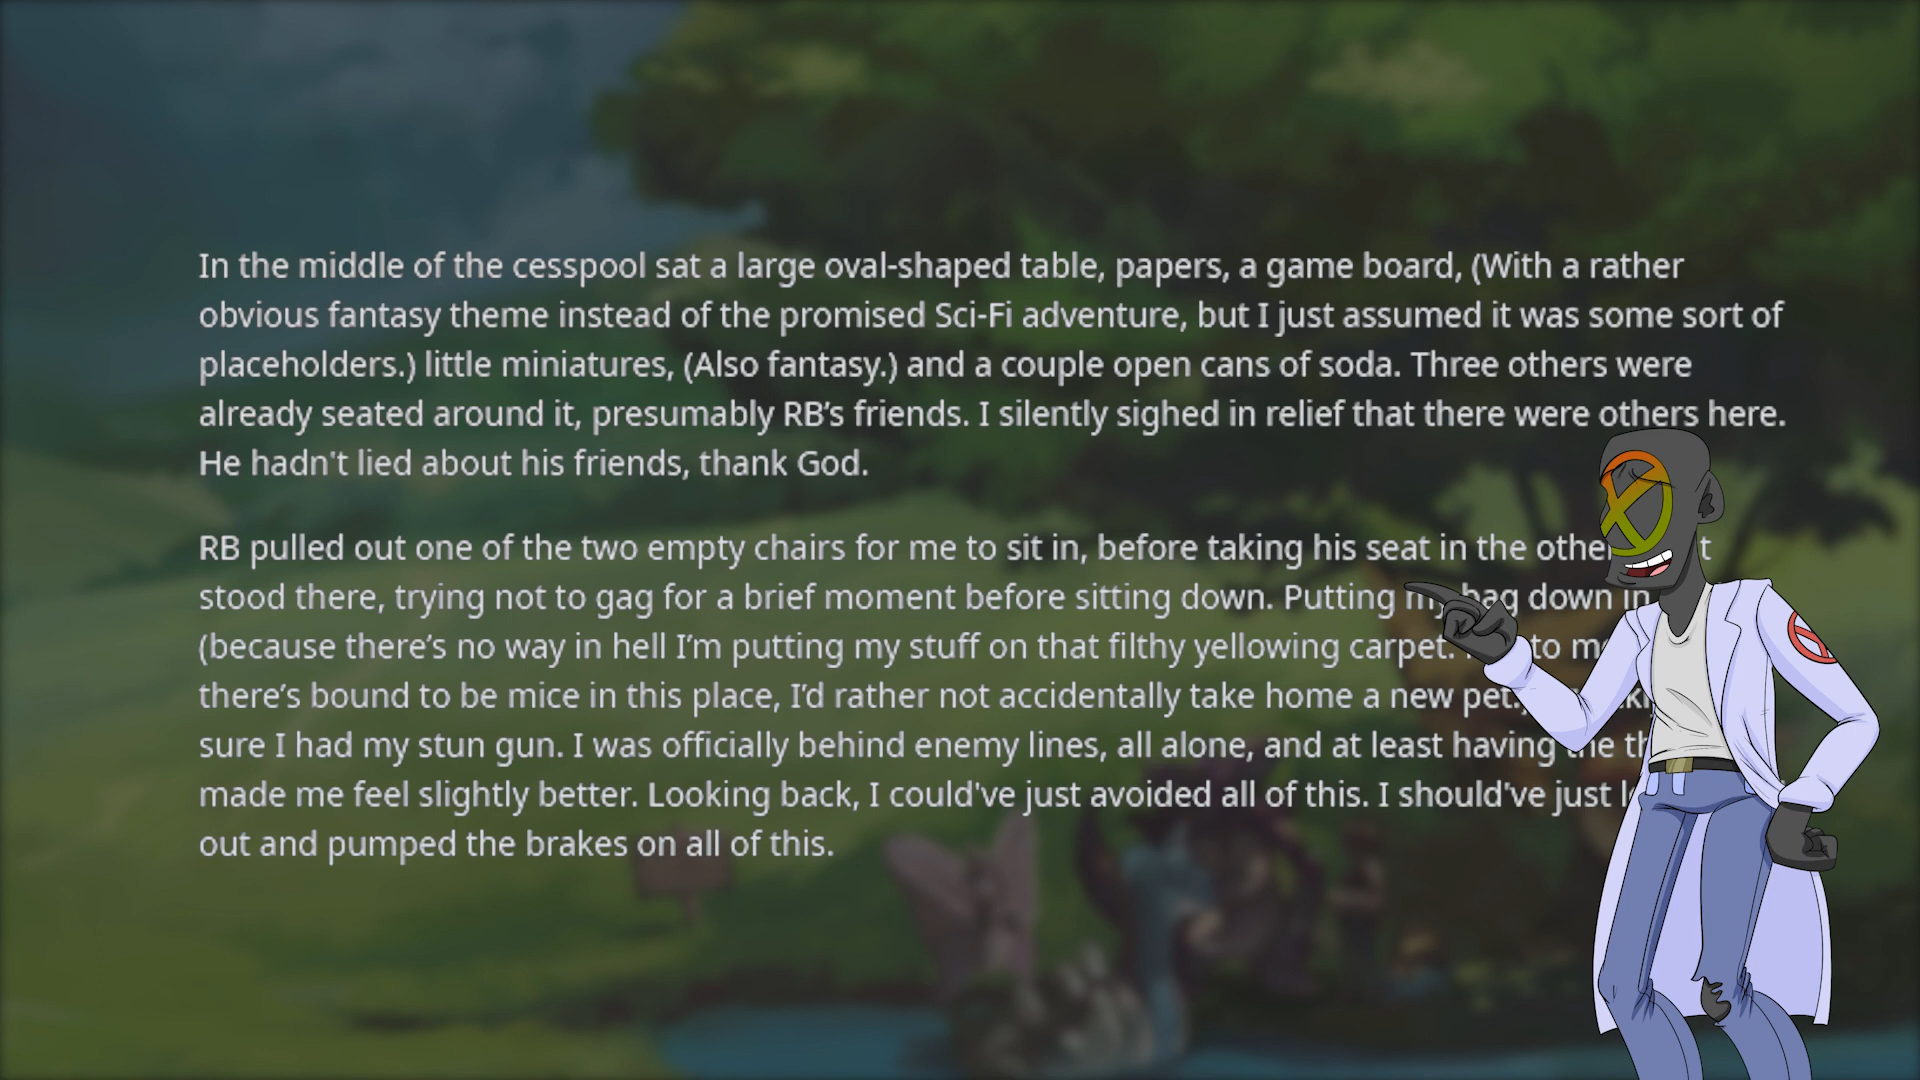 In the middle of the cesspool sat a large oval-shaped table, papers, a game board, (With a rather
obvious fantasy theme instead of the promised Sci-Fi adventure, but I just assumed it was some sort of
placeholders.) little miniatures, (Also fantasy.) and a couple open cans of soda. Three others were
already seated around it, presumably RB’s friends. I silently sighed in relief that there were others here.
He hadn't lied about his friends, thank God.
RB pulled out one of the two empty chairs for me to sit in, before taking his seat in the other
stood there, trying not to gag for a brief moment before sitting down. Putting my bag down in
(because there’s no way in hell I’m putting my stuff on that filthy yellowing carpet. to
there’s bound to be mice in this place, I’d rather not accidentally take home a new pet.)
sure I had my stun gun. I was officially behind enemy lines, all alone, and at least having the
made me feel slightly better. Looking back, I could've just avoided all of this. I should've just
out and pumped the brakes on all of this.